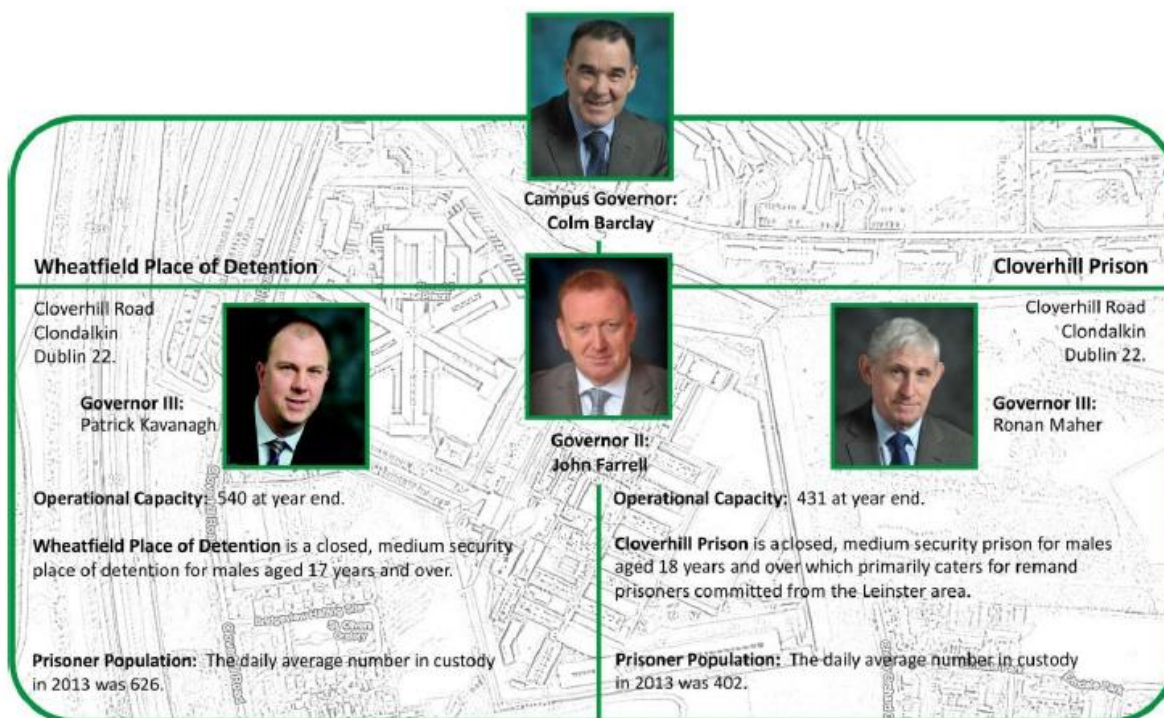 Campus Governor:
Colm Barclay
Wheatfield Place of Detention
Cloverhill Prison
Cloverhill Road
Clondalkin
Dublin 22.
Governor III:
Patrick Kavanagh
Governor II:
John Farrell
Cloverhill Road
Clondalkin
Dublin 22.
Governor III:
Ronan Maher
Operational Capacity: 540 at year end.
Wheatfield Place of Detention is a closed, medium security
place of detention for males aged 17 years and over.
Prisoner Population: The daily average number in custody
in 2013 was 626.
Operational Capacity: 431 at year end.
Cloverhill Prison is a closed, medium security prison for males
aged 18 years and over which primarily caters for remand
prisoners committed from the Leinster area.
Prisoner Population: The daily average number in custody
in 2013 was 402.